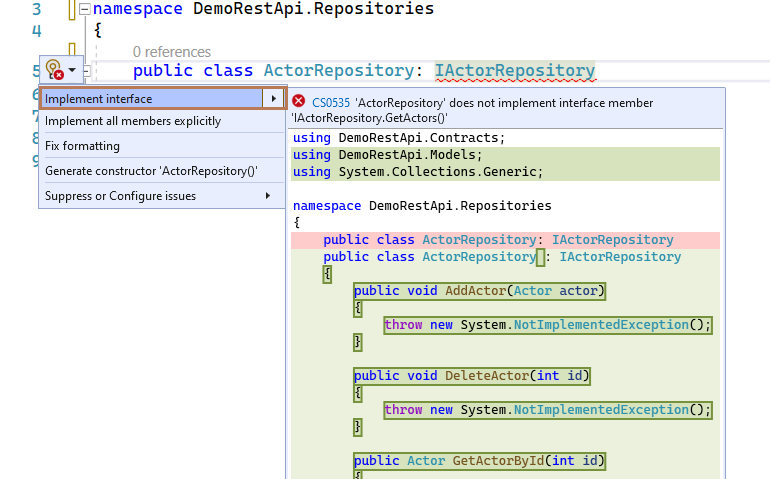 3 namespace DemoRestApi.Repositories
4 {
0 references
5 public class ActorRepository: IActorRepository
6
7
8
9
Implement interface
Implement all members explicitly
Fix formatting
Generate constructor 'ActorRepository()'
Suppress or Configure issues
CS0535 'ActorRepository' does not implement interface member
'IActorRepository.GetActors()'
using DemoRestApi.Contracts;
using DemoRestApi.Models;
using System.Collections.Generic;
namespace DemoRestApi.Repositories
{
public class ActorRepository: IActorRepository
public class ActorRepository : IActorRepository
{
public void AddActor(Actor actor)
{
throw new System.NotImplementedException();
}
public void DeleteActor(int id)
{
throw new System.NotImplementedException();
}
public Actor GetActorById(int id)
{